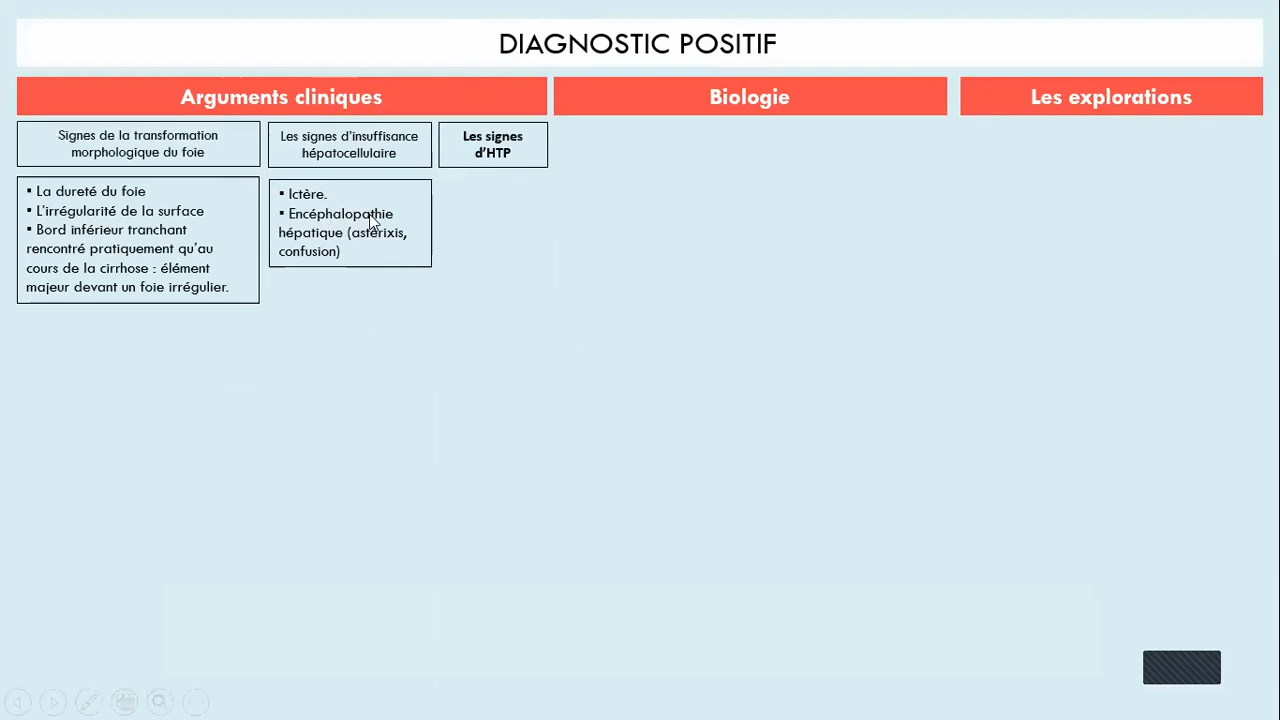 DIAGNOSTIC POSITIF
Arguments cliniques
Biologie
Les explorations
Signes de la transformation
morphologique du foie
Les signes d'insuffisance
hépatocellulaire
Les signes
d'HTP
▪ La dureté du foie
▪ L'irrégularité de la surface
▪ Bord inférieur tranchant
rencontré pratiquement qu'au
cours de la cirrhose : élément
majeur devant un foie irrégulier.
▪ Ictère.
▪ Encéphalopathie
hépatique (astérixis,
confusion)